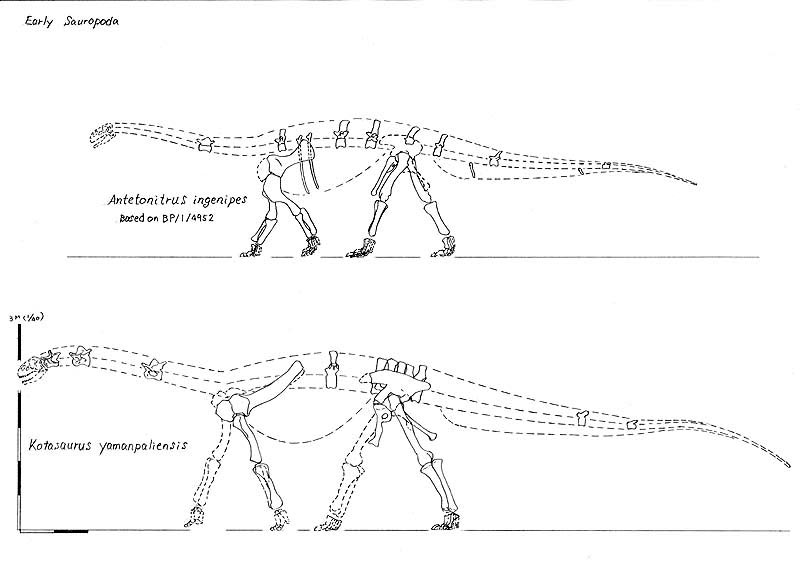 Early Sauropoda
Antetonitrus ingenipes
Based on BP/1/4952
3M (1/40)
Kotasaurus yamanpaliensis